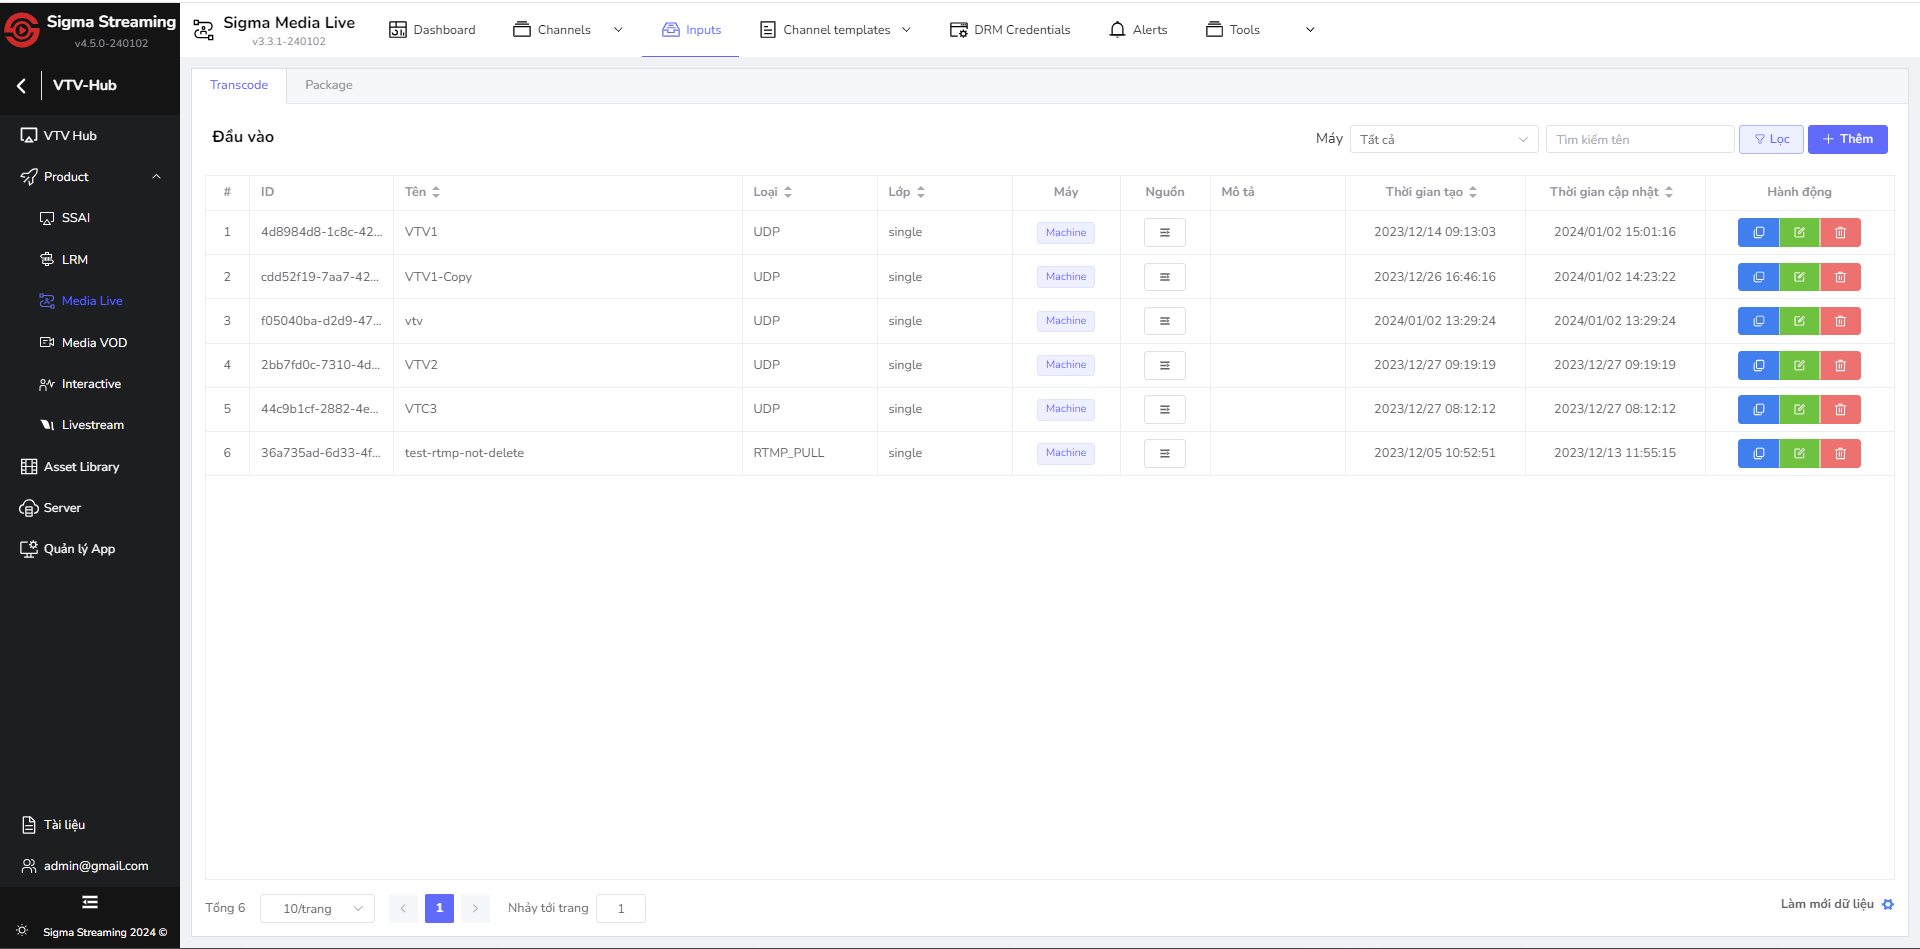 Sigma Streaming
v4.5.0-240102
VTV-Hub
VTV Hub
Product
SSAI
LRM
Media Live
Media VOD
Interactive
Livestream
Asset Library
Server
Quản lý App
Tài liệu
admin@gmail.com
Sigma Streaming 2024 ©
Sigma Media Live
v3.3.1-240102
Dashboard
Channels
Inputs
Channel templates
DRM Credentials
Alerts
Tools
Transcode
Package
Đầu vào
Máy
Tất cả
Tìm kiếm tên
Lọc
Thêm
# ID Tên Loại Lớp Máy Nguồn Mô tả Thời gian tạo Thời gian cập nhật Hành động
1 4d8984d8-1c8c-42... VTV1 UDP single Machine 2023/12/14 09:13:03 2024/01/02 15:01:16
2 cdd52f19-7aa7-42... VTV1-Copy UDP single Machine 2023/12/26 16:46:16 2024/01/02 14:23:22
3 f05040ba-d2d9-47... vtv UDP single Machine 2024/01/02 13:29:24 2024/01/02 13:29:24
4 2bb7fd0c-7310-4d... VTV2 UDP single Machine 2023/12/27 09:19:19 2023/12/27 09:19:19
5 44c9b1cf-2882-4e... VTC3 UDP single Machine 2023/12/27 08:12:12 2023/12/27 08:12:12
6 36a735ad-6d33-4f... test-rtmp-not-delete RTMP_PULL single Machine 2023/12/05 10:52:51 2023/12/13 11:55:15
Tổng 6
10/trang
1
Nhảy tới trang
1
Làm mới dữ liệu